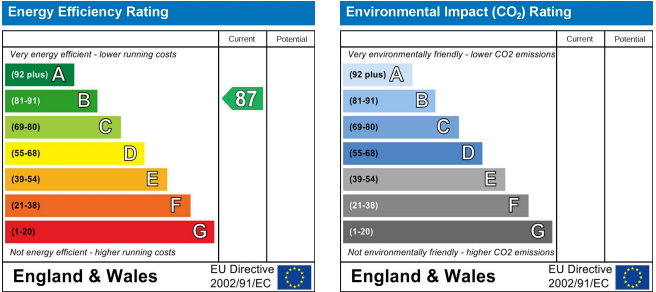 Energy Efficiency Rating
Current Potential
Very energy efficient - lower running costs
(92 plus) A
(81-91) B
87
(69-80) C
(55-68) D
(39-54) E
(21-38) F
(1-20) G
Not energy efficient - higher running costs
England & Wales
EU Directive
2002/91/EC
Environmental Impact (CO2) Rating
Current Potential
Very environmentally friendly - lower CO2 emissions
(92 plus) A
(81-91) B
(69-80) C
(55-68) D
(39-54) E
(21-38) F
(1-20) G
Not environmentally friendly - higher CO2 emissions
England & Wales
EU Directive
2002/91/EC